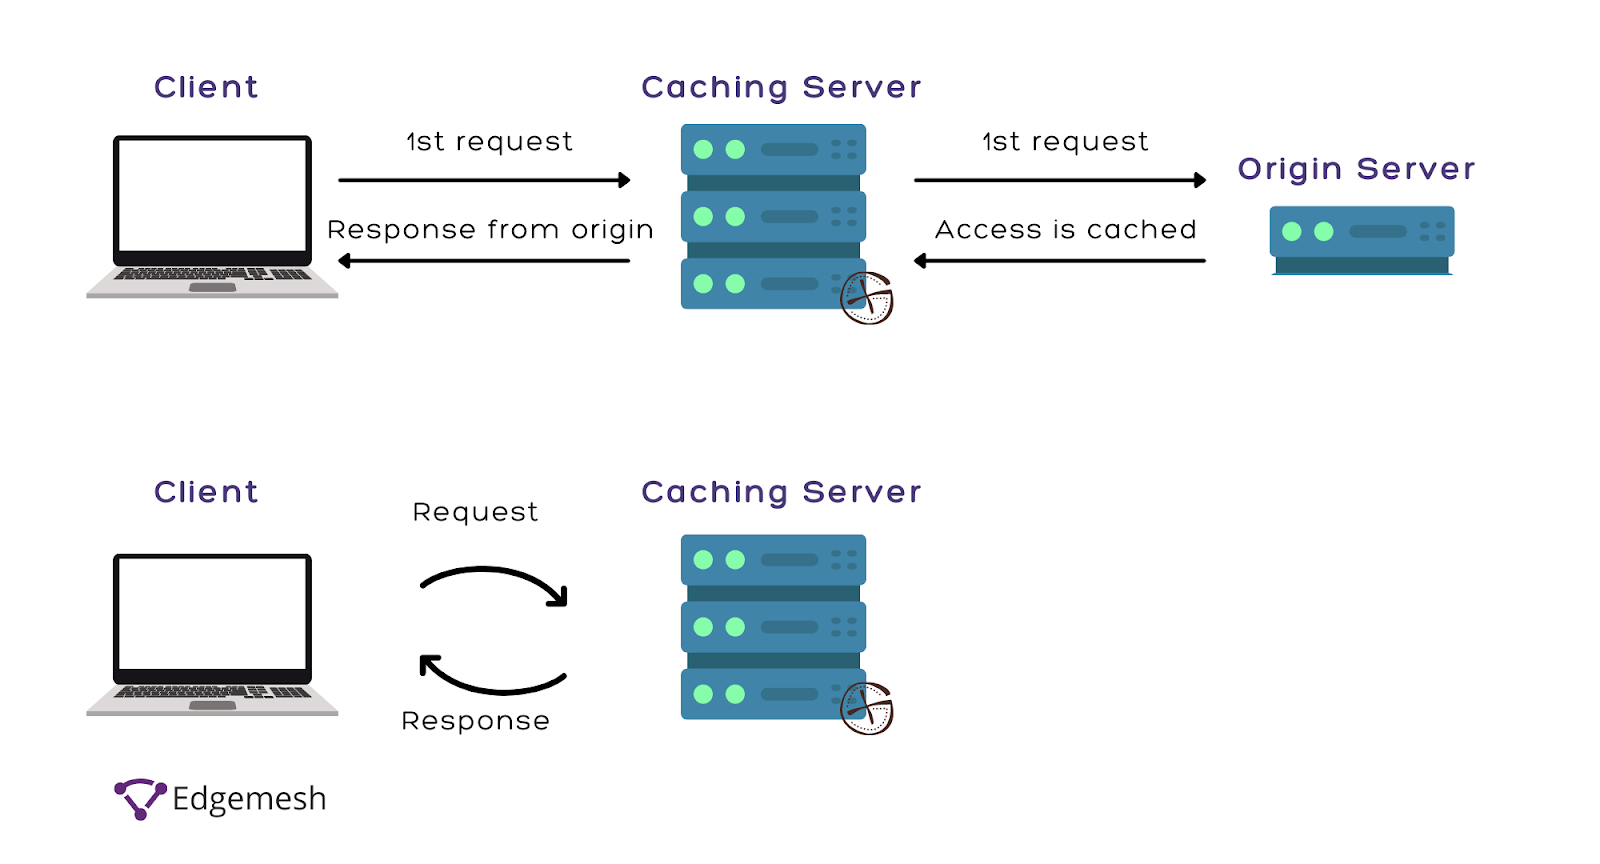 Client
Caching Server
1st request
1st request
Origin Server
Response from origin
Access is cached
Client
Caching Server
Request
Response
Edgemesh